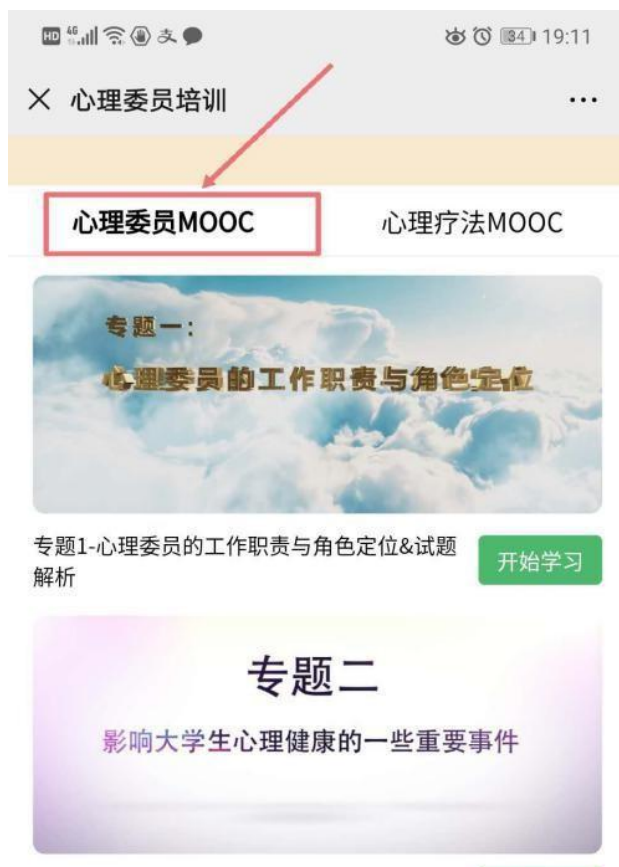 HD 4G 支 34 19:11
× 心理委员培训 ...
心理委员MOOC 心理疗法MOOC
专题一:
心理委员的工作职责与角色定位
专题1-心理委员的工作职责与角色定位&试题
解析
开始学习
专题二
影响大学生心理健康的一些重要事件